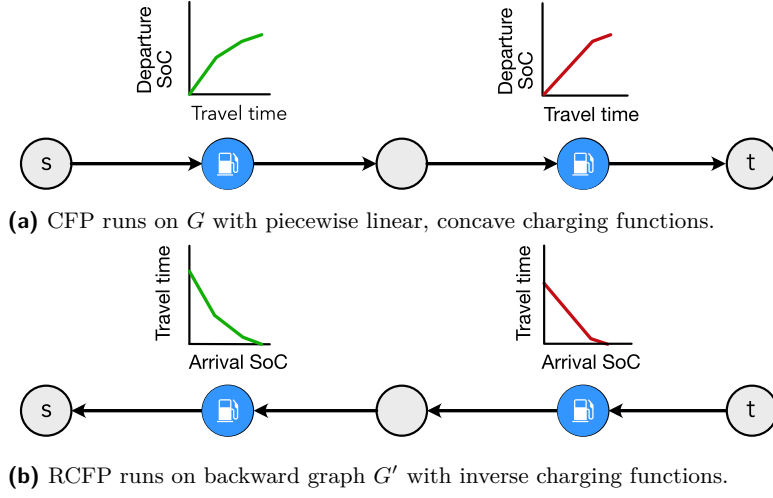 Departure SoC
Travel time
Departure SoC
Travel time
s
t
(a) CFP runs on G with piecewise linear, concave charging functions.
Travel time
Arrival SoC
Travel time
Arrival SoC
s
t
(b) RCFP runs on backward graph G′ with inverse charging functions.